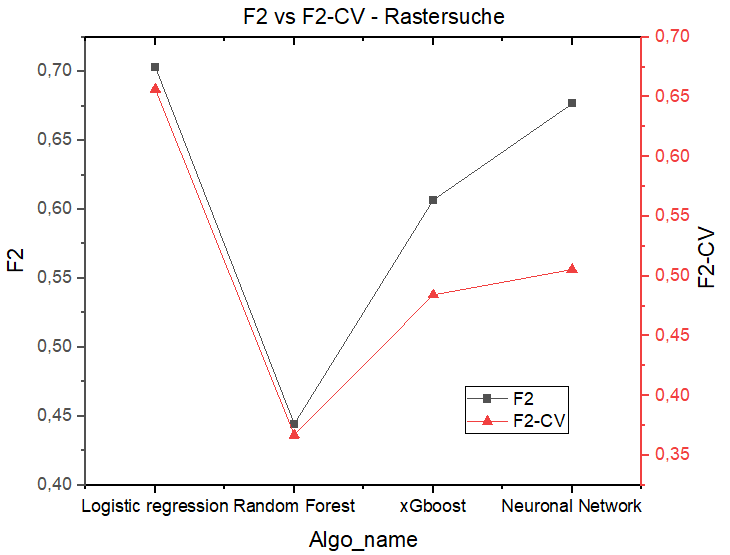 F2 vs F2-CV - Rastersuche
0,70
0,65
0,60
0,55
0,50
0,45
0,40
F2
0,70
0,65
0,60
0,55
0,50
0,45
0,40
0,35
F2-CV
F2
F2-CV
Logistic regression Random Forest xGboost Neuronal Network
Algo_name